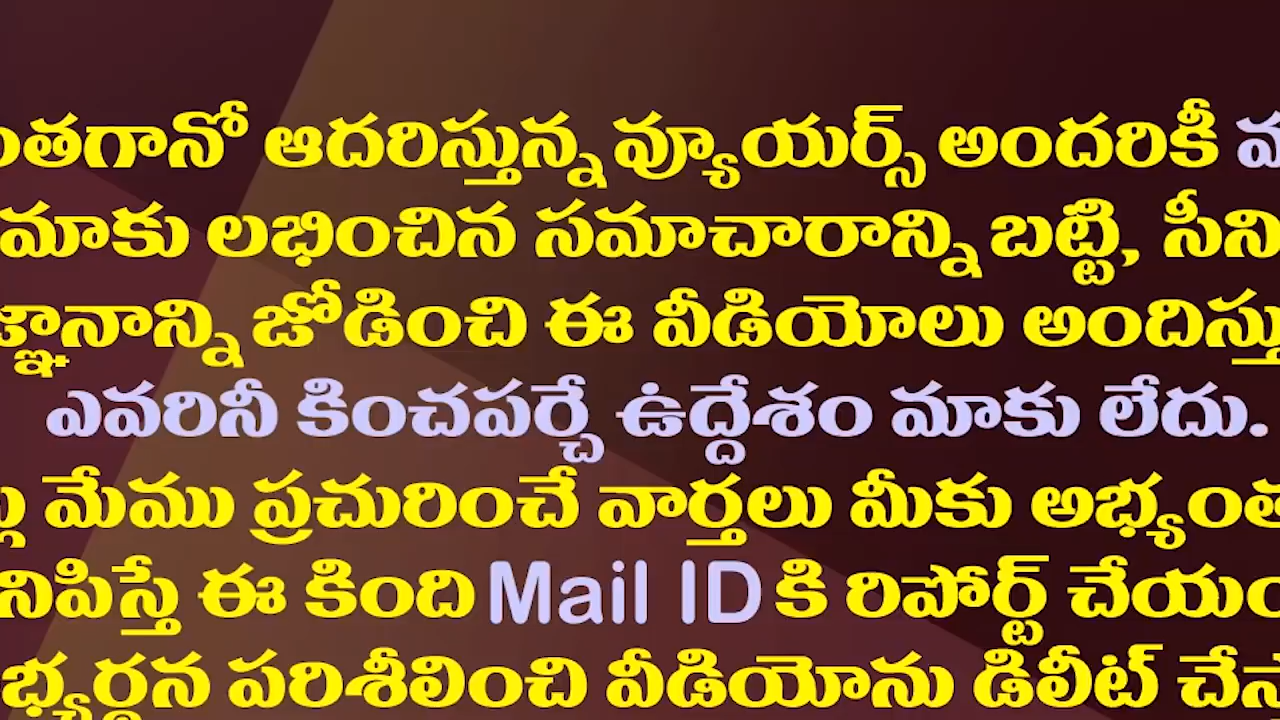 ంతగానో ఆదరిస్తున్న వ్యూయర్స్ అందరికీ
మాకు లభించిన సమాచారాన్ని బట్టి, సీని
జ్ఞానాన్ని జోడించి ఈ వీడియోలు అందిస్తు
ఎవరినీ కించపర్చే ఉద్దేశం మాకు లేదు.
మేము ప్రచురించే వార్తలు మీకు అభ్యంత
నిపిస్తే ఈ కింది Mail ID కి రిపోర్ట్ చేయం
భ్యర్థన పరిశీలించి వీడియోను డిలీట్ చేస